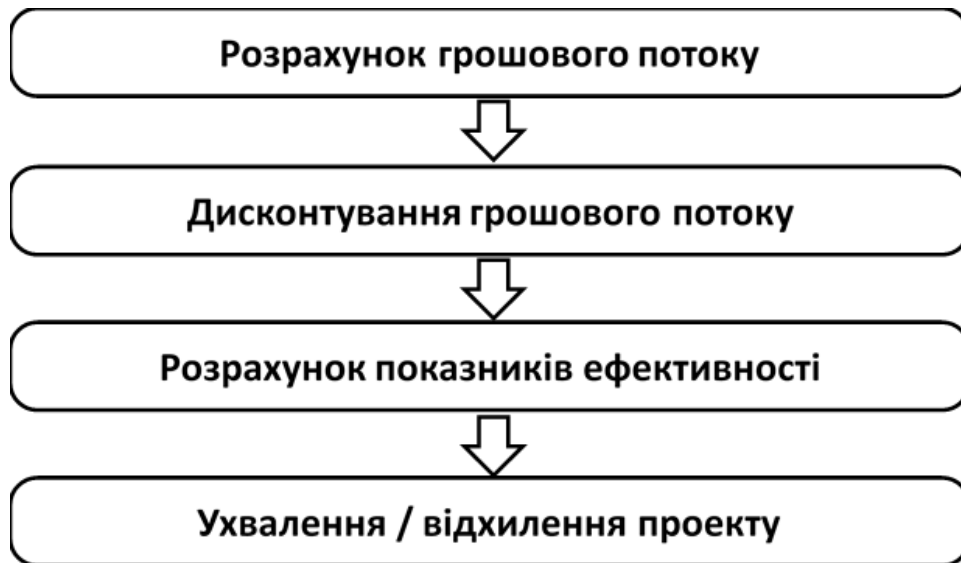 Розрахунок грошового потоку
Дисконтування грошового потоку
Розрахунок показників ефективності
Ухвалення / відхилення проекту